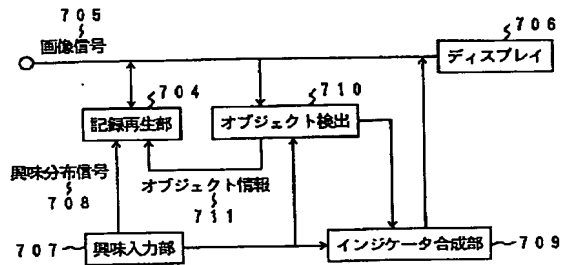 705
画像信号
706
ディスプレイ
704
記録再生部
710
オブジェクト検出
興味分布信号
708
オブジェクト情報
711
707
興味入力部
インジケータ合成部
709